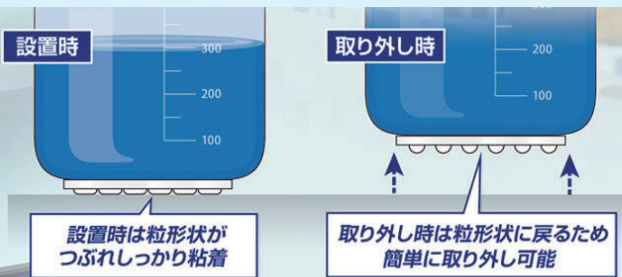 設置時
300
200
100
設置時は粒形状が
つぶれしっかり粘着
取り外し時
200
100
取り外し時は粒形状に戻るため
簡単に取り外し可能